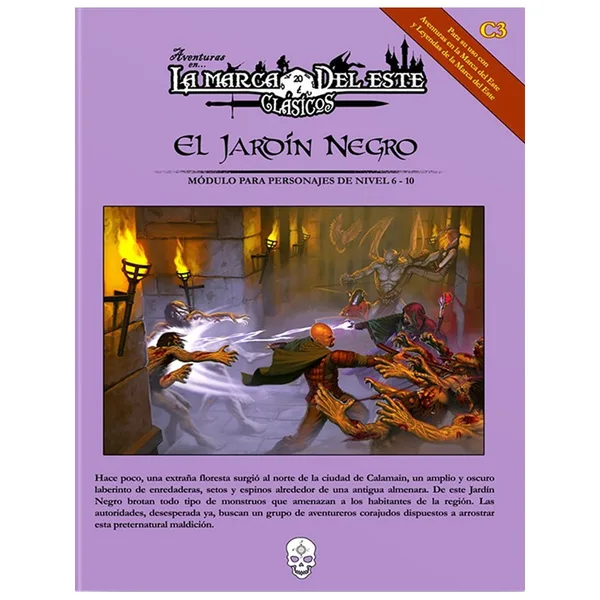 C3
Para su uso con
Aventuras en la Marca del Este
y Leyendas de la Marca del Este
Aventuras
en...
LA MARCA DEL ESTE
20
CLÁSICOS
EL JARDÍN NEGRO
MÓDULO PARA PERSONAJES DE NIVEL 6 - 10
Hace poco, una extraña floresta surgió al norte de la ciudad de Calamain, un amplio y oscuro
laberinto de enredaderas, setos y espinos alrededor de una antigua almenara. De este Jardín
Negro brotan todo tipo de monstruos que amenazan a los habitantes de la región. Las
autoridades, desesperada ya, buscan un grupo de aventureros corajudos dispuestos a arrostrar
esta preternatural maldición.